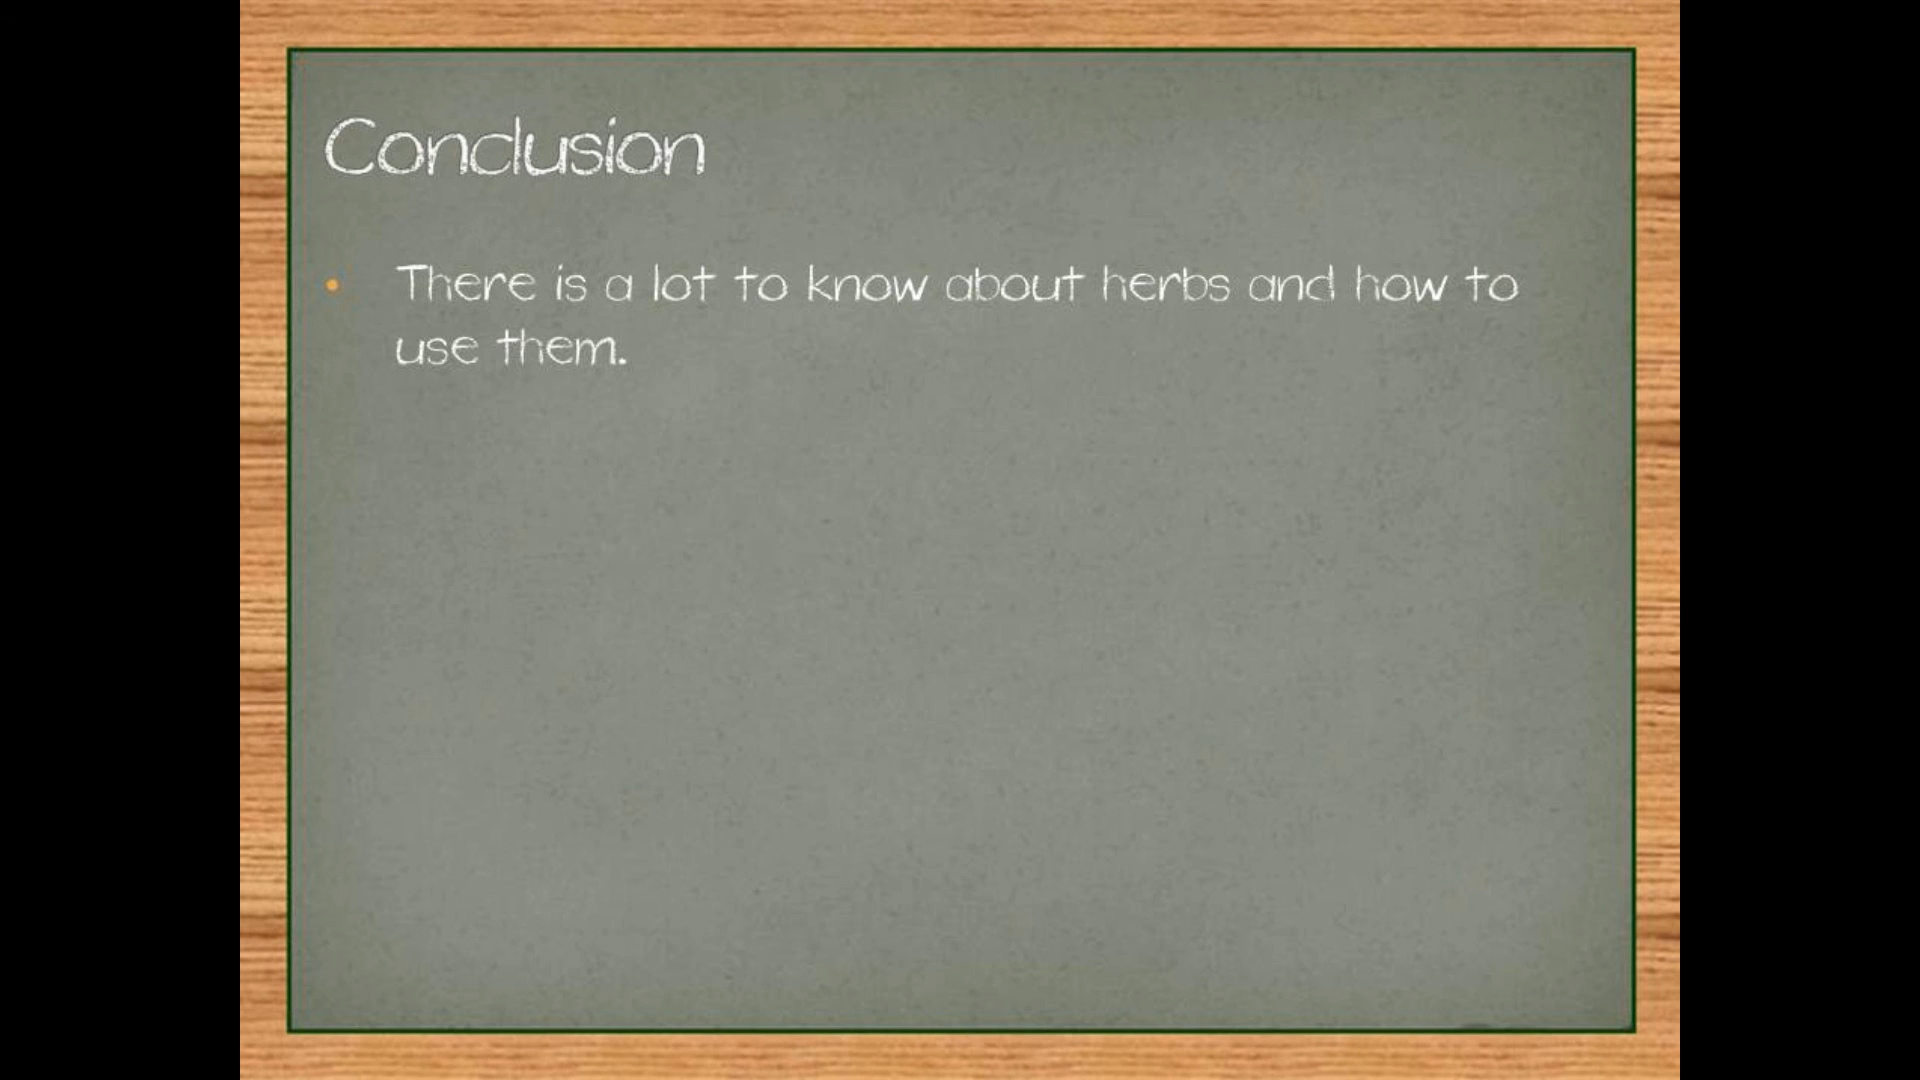 Conclusion
• There is a lot to know about herbs and how to
use them.